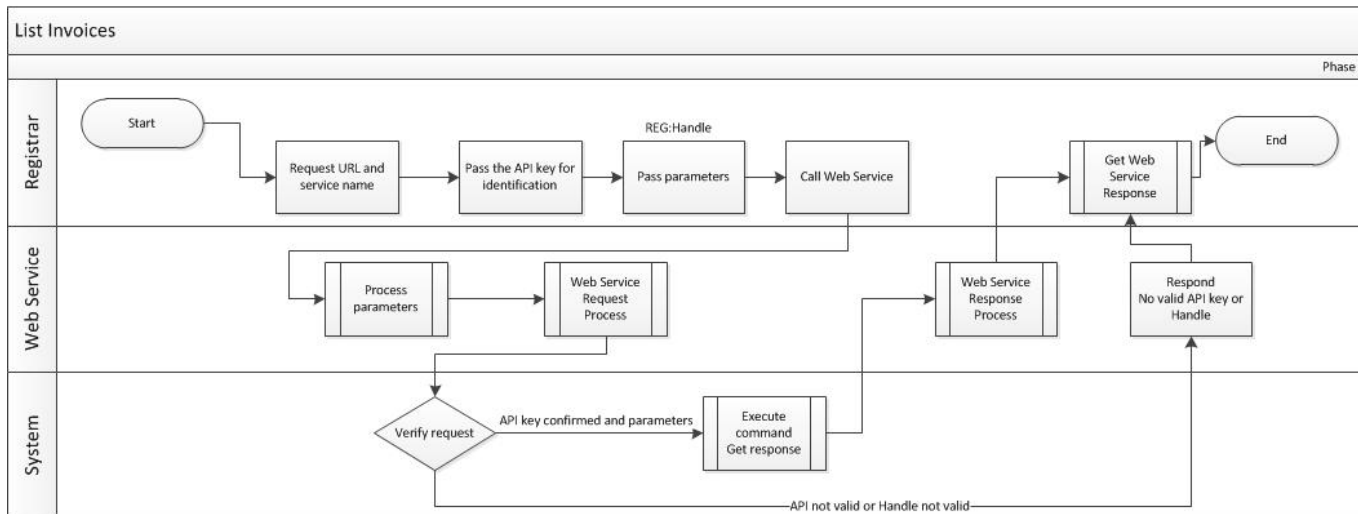 List Invoices
Phase
Registrar
Start
Request URL and
service name
Pass the API key for
identification
REG:Handle
Pass parameters
Call Web Service
Get Web
Service
Response
End
Web Service
Process
parameters
Web Service
Request
Process
Web Service
Response
Process
Respond
No valid API key or
Handle
System
Verify request
API key confirmed and parameters
Execute
command
Get response
API not valid or Handle not valid